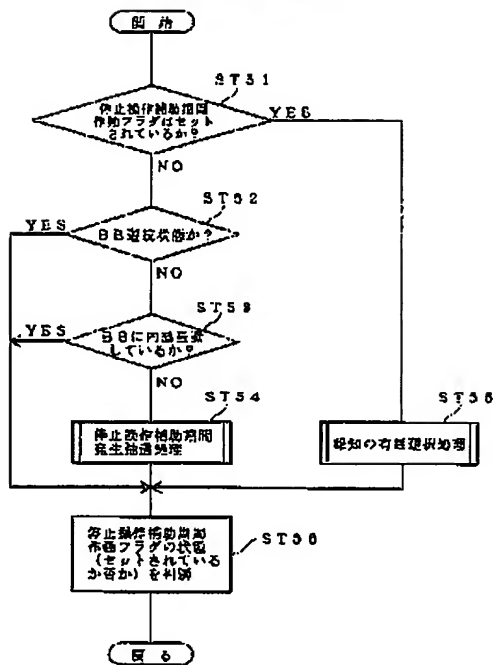 開始
ST51
停止操作補助期間
作動フラグはセット
されているか?
YES
NO
ST52
YES
BB遊技状態か?
NO
ST53
YES
BBに内部当選
しているか?
NO
ST54
停止操作補助期間
発生抽選処理
ST55
報知の有無選択処理
停止操作補助期間
作動フラグの状態
(セットされている
か否か)を判別
ST56
戻る